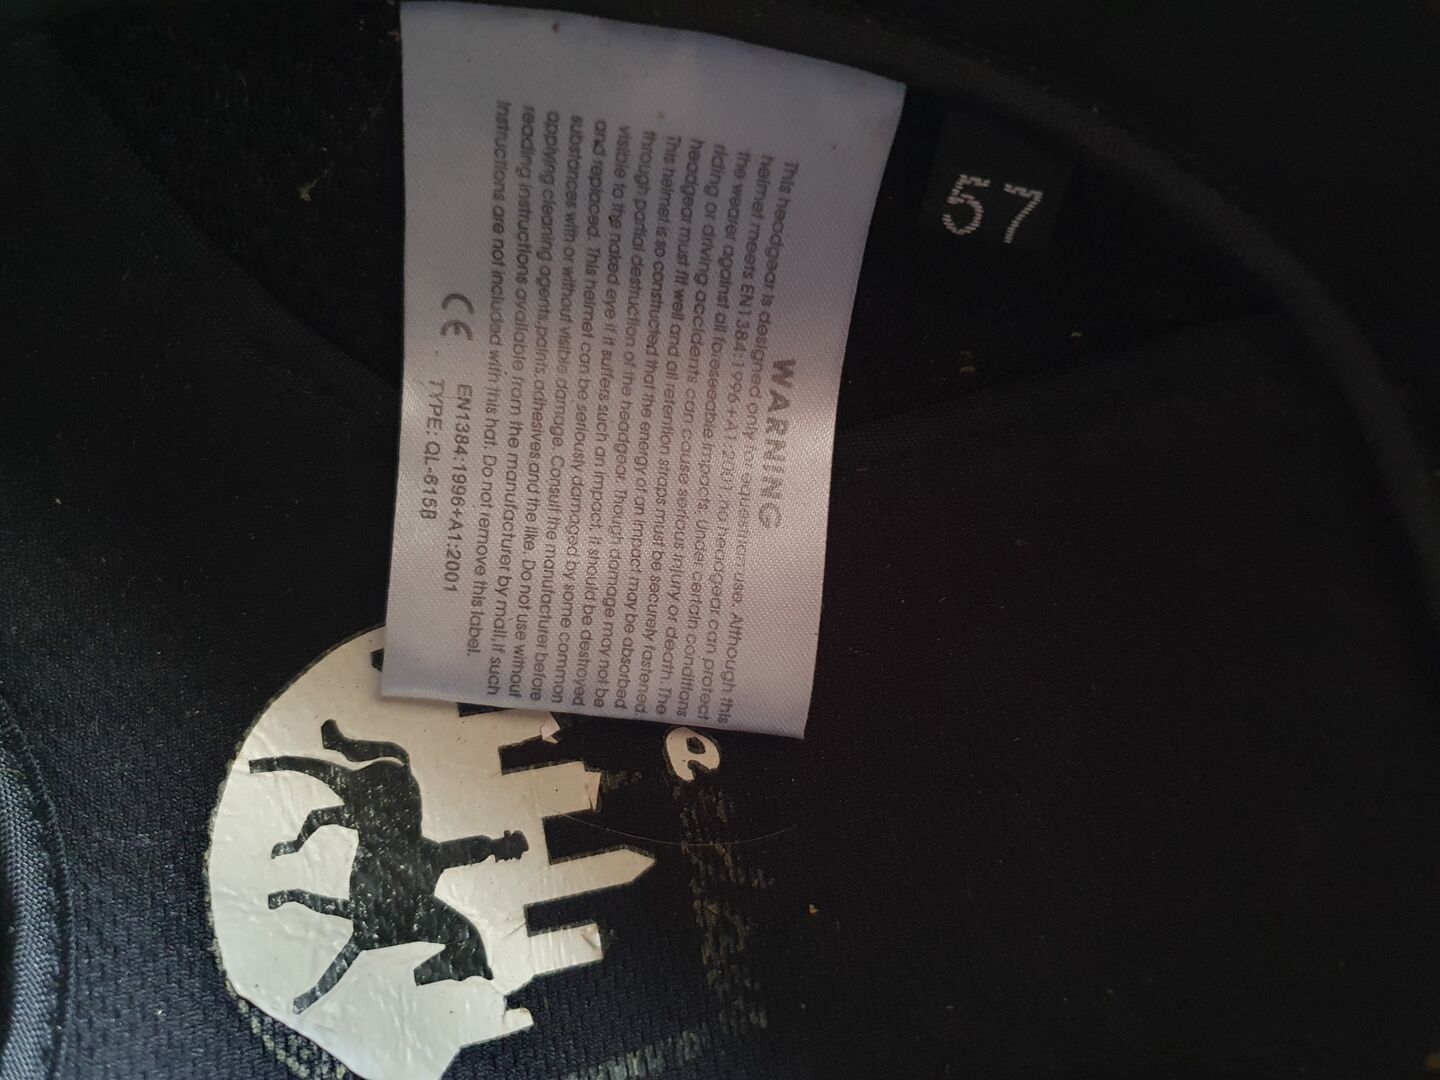 WARNING
This headgear is designed only for equestrian use. Although this
helmet meets EN1384:1996+A1:2001,no headgear can protect
the wearer against all foreseeable impacts. Under certain conditions
riding or driving accidents can cause serious injury or death. The
headgear must fit well and all retention straps must be securely fastened.
This helmet is so constructed that the energy of an impact may be absorbed
through partial destruction of the headgear. Though damage may not be
visible to the naked eye if it suffers such an impact, it should be destroyed
and replaced. This helmet can be seriously damaged by some common
substances with or without visible damage. Consult the manufacturer before
applying cleaning agents,paints,adhesives and the like. Do not use without
reading instructions available from the manufacturer by mail,if such
instructions are not included with this hat. Do not remove this label.
CE
EN1384:1996+A1:2001
TYPE: QL-615B
57
a